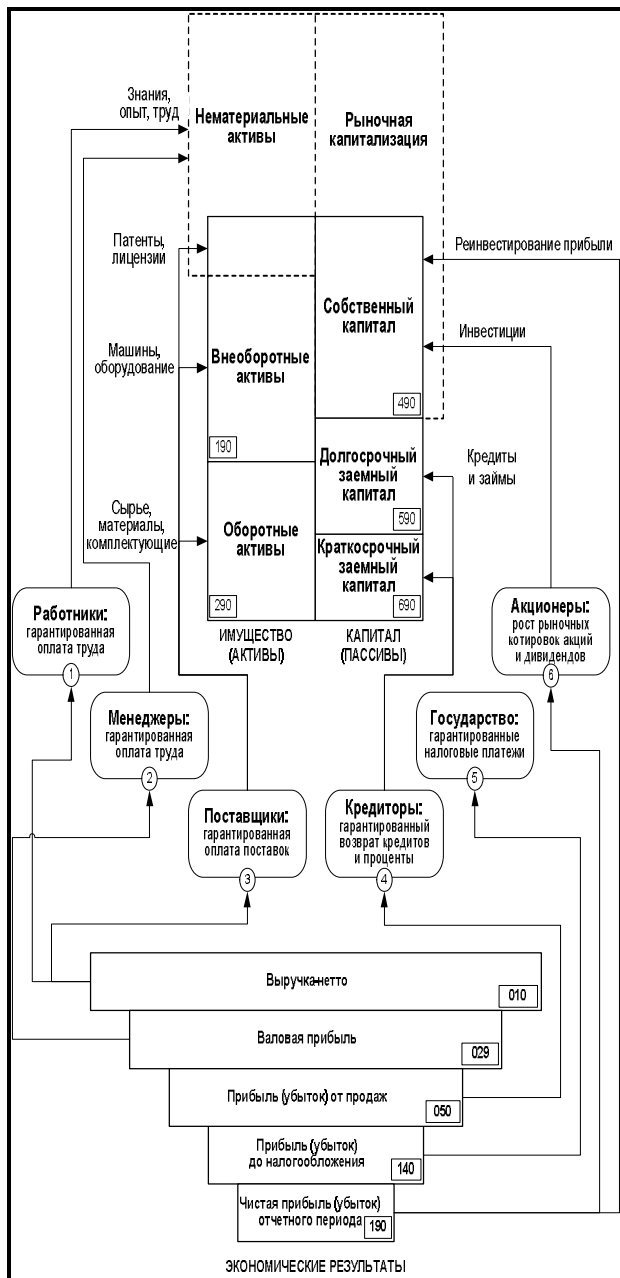 Знания,
опыт, труд
Нематериальные
активы
Рыночная
капитализация
Патенты,
лицензии
Реинвестирование прибыли
Собственный
капитал
Инвестиции
Машины,
оборудование
Внеоборотные
активы
490
190
Долгосрочный
заемный
капитал
Кредиты
и займы
590
Сырье,
материалы,
комплектующие
Оборотные
активы
Краткосрочный
заемный
капитал
290
690
ИМУЩЕСТВО
(АКТИВЫ)
КАПИТАЛ
(ПАССИВЫ)
Работники:
гарантированная
оплата труда
1
Акционеры:
рост рыночных
котировок акций
и дивидендов
6
Менеджеры:
гарантированная
оплата труда
2
Государство:
гарантированные
налоговые платежи
5
Поставщики:
гарантированная
оплата поставок
3
Кредиторы:
гарантированный
возврат кредитов
и проценты
4
Выручка-нетто
010
Валовая прибыль
029
Прибыль (убыток) от продаж
050
Прибыль (убыток)
до налогообложения
140
Чистая прибыль (убыток)
отчетного периода
190
ЭКОНОМИЧЕСКИЕ РЕЗУЛЬТАТЫ